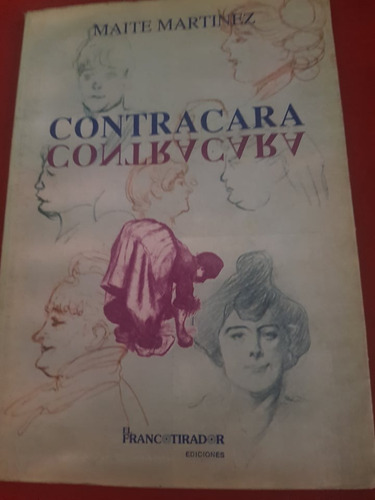 MAITE MARTINEZ
CONTRACARA
CONTRACARA
EL
FRANCOTIRADOR
EDICIONES